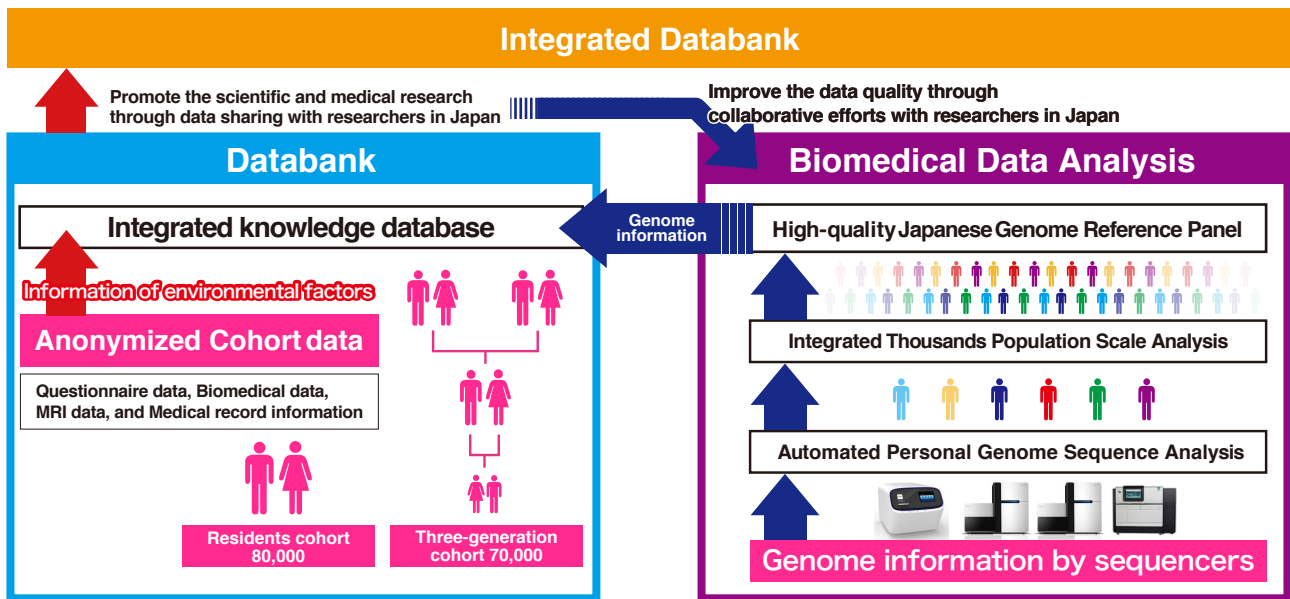 Integrated Databank
Promote the scientific and medical research
through data sharing with researchers in Japan
Improve the data quality through
collaborative efforts with researchers in Japan
Databank
Integrated knowledge database
Information of environmental factors
Anonymized Cohort data
Questionnaire data, Biomedical data,
MRI data, and Medical record information
Residents cohort
80,000
Three-generation
cohort 70,000
Genome
information
Biomedical Data Analysis
High-quality Japanese Genome Reference Panel
Integrated Thousands Population Scale Analysis
Automated Personal Genome Sequence Analysis
Genome information by sequencers